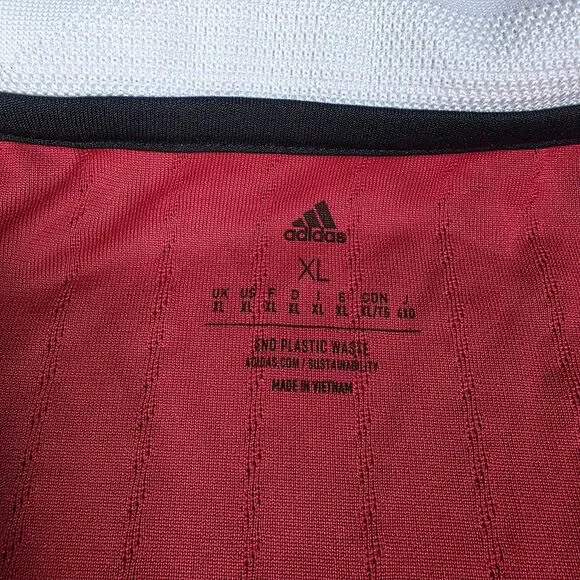 adidas
XL
UK US F D I E CDN J
XL XL XL XL XL XL XL/TG 4XO
END PLASTIC WASTE
ADIDAS.COM / SUSTAINABILITY
MADE IN VIETNAM